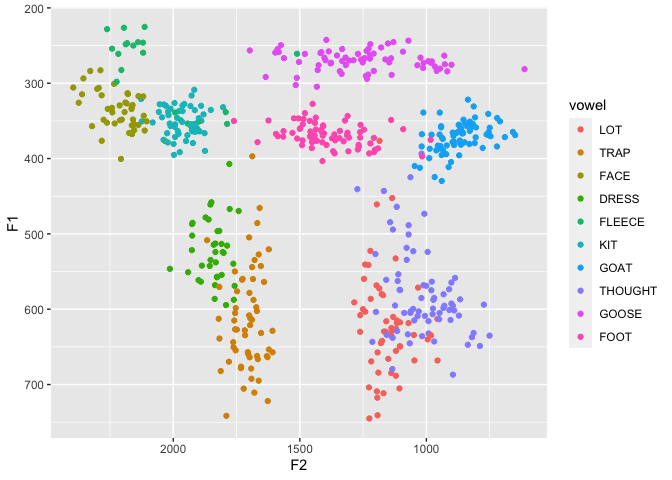 200
300
400
500
600
700
F1
2000
1500
1000
F2
vowel
LOT
TRAP
FACE
DRESS
FLEECE
KIT
GOAT
THOUGHT
GOOSE
FOOT